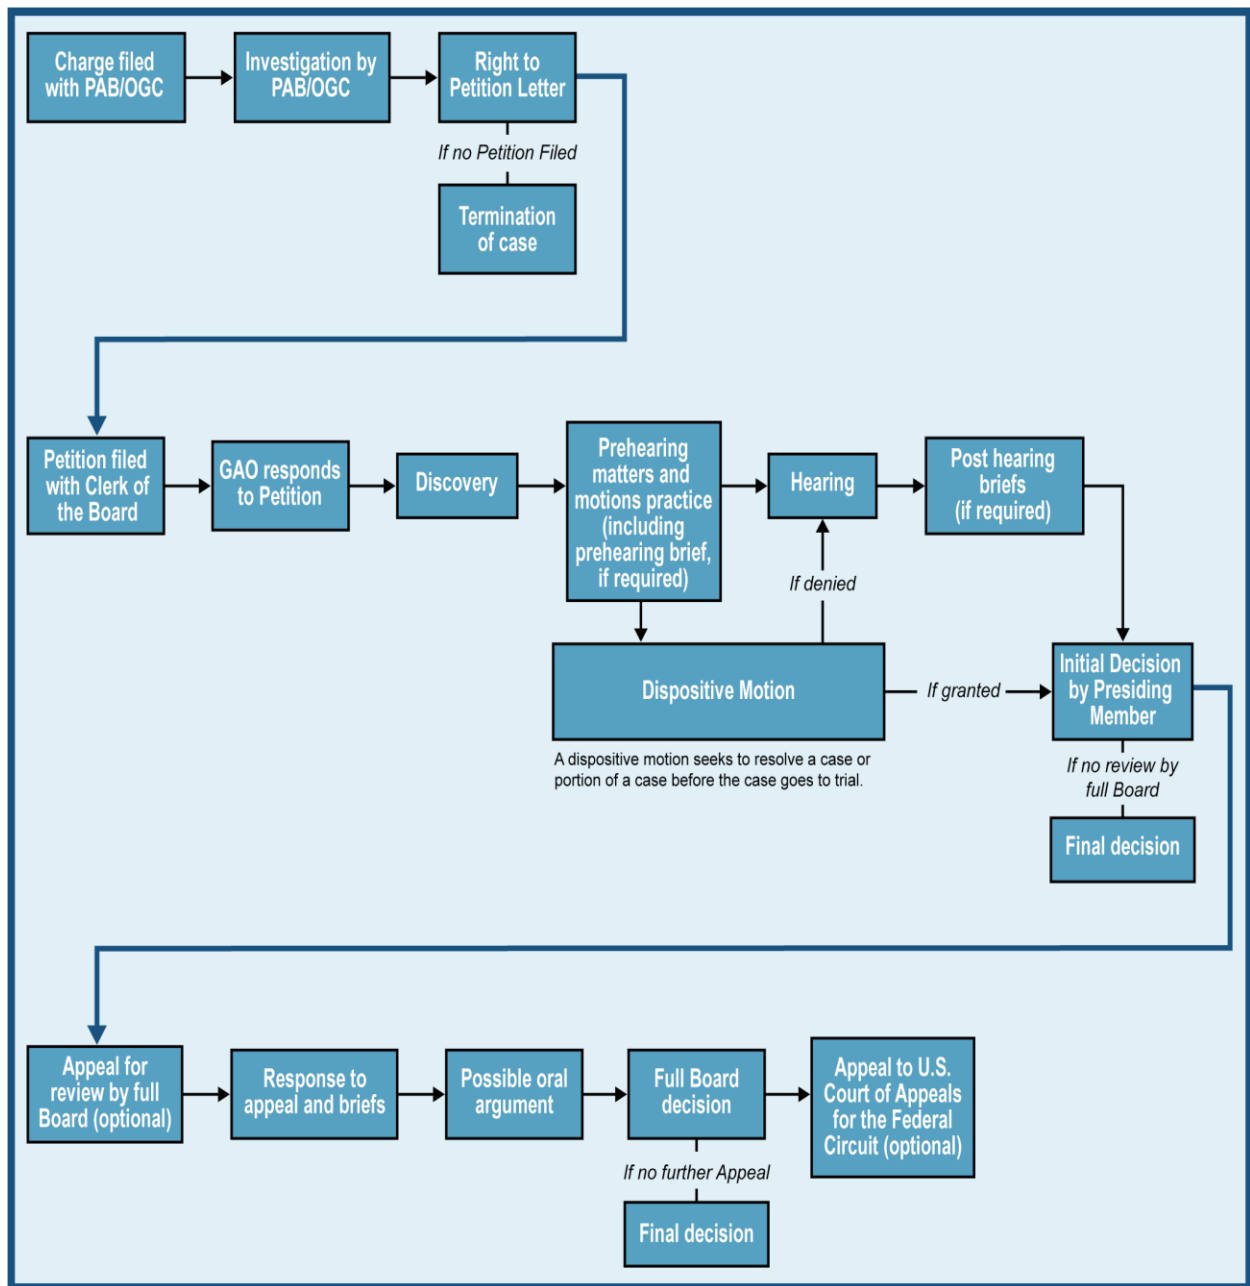 Charge filed
with PAB/OGC
Investigation by
PAB/OGC
Right to
Petition Letter
If no Petition Filed
Termination
of case
Petition filed
with Clerk of
the Board
GAO responds
to Petition
Discovery
Prehearing
matters and
motions practice
(including
prehearing brief,
if required)
Hearing
Post hearing
briefs
(if required)
If denied
Dispositive Motion
If granted
Initial Decision
by Presiding
Member
A dispositive motion seeks to resolve a case or
portion of a case before the case goes to trial.
If no review by
full Board
Final decision
Appeal for
review by full
Board (optional)
Response to
appeal and briefs
Possible oral
argument
Full Board
decision
Appeal to U.S.
Court of Appeals
for the Federal
Circuit (optional)
If no further Appeal
Final decision